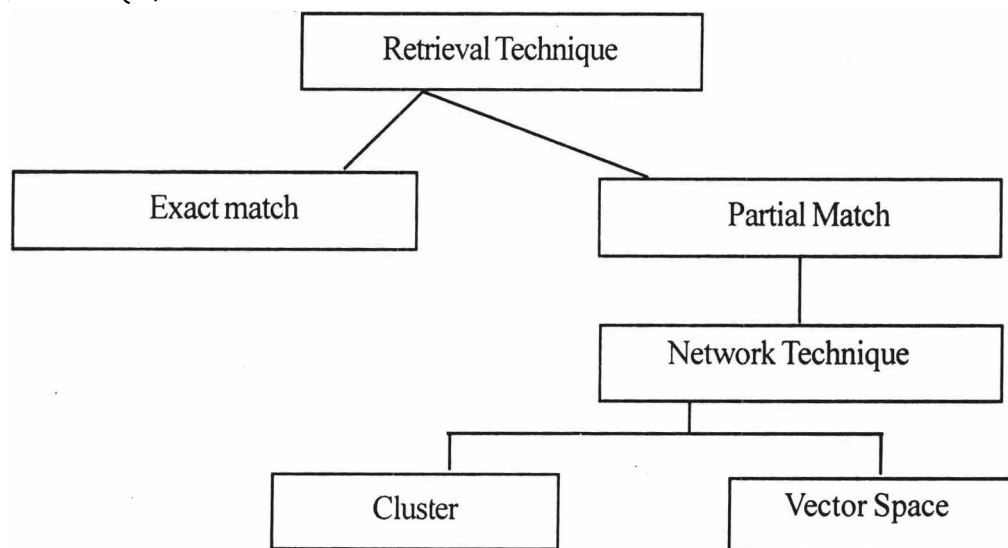 Retrieval Technique
Exact match
Partial Match
Network Technique
Cluster
Vector Space